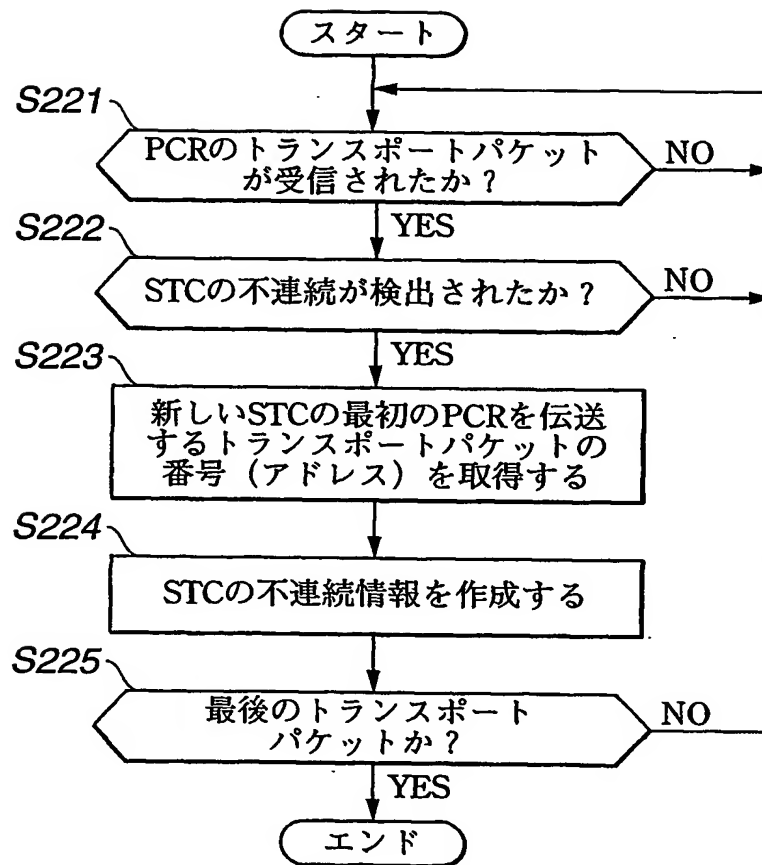 スタート
S221
PCRのトランスポートパケット
が受信されたか？
NO
YES
S222
STCの不連続が検出されたか？
NO
YES
S223
新しいSTCの最初のPCRを伝送
するトランスポートパケットの
番号（アドレス）を取得する
S224
STCの不連続情報を作成する
S225
最後のトランスポート
パケットか？
NO
YES
エンド